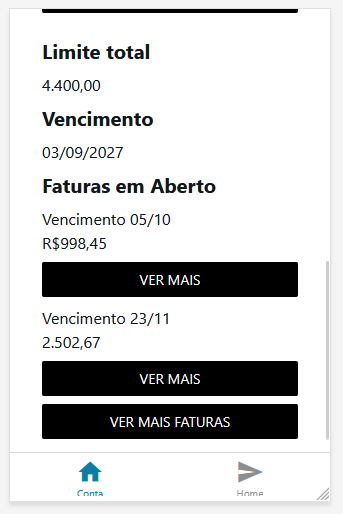 Limite total
4.400,00
Vencimento
03/09/2027
Faturas em Aberto
Vencimento 05/10
R$998,45
VER MAIS
Vencimento 23/11
2.502,67
VER MAIS
VER MAIS FATURAS
Conta
Home